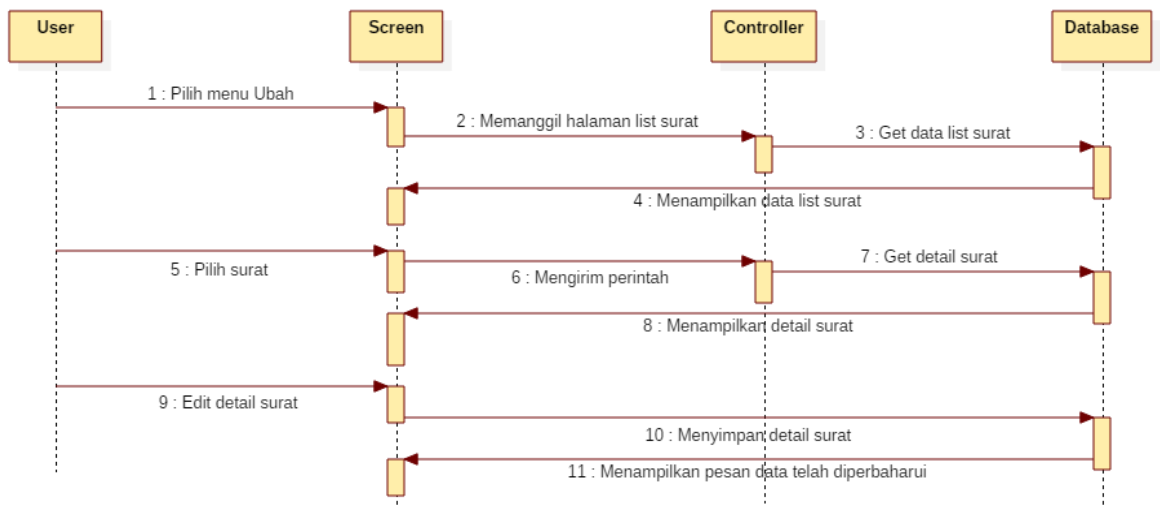 User
Screen
Controller
Database
1 : Pilih menu Ubah
2 : Memanggil halaman list surat
3 : Get data list surat
4 : Menampilkan data list surat
5 : Pilih surat
6 : Mengirim perintah
7 : Get detail surat
8 : Menampilkan detail surat
9 : Edit detail surat
10 : Menyimpan detail surat
11 : Menampilkan pesan data telah diperbaharui